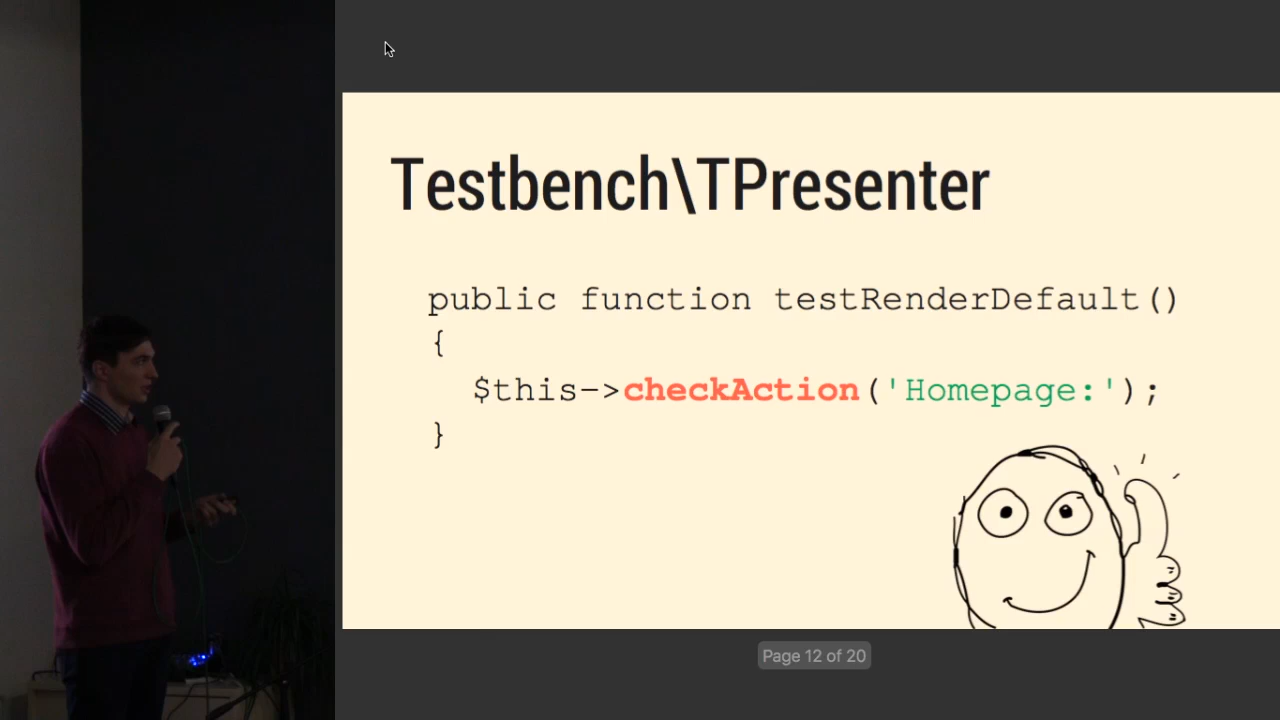 Testbench\TPresenter
public function testRenderDefault()
{
$this->checkAction('Homepage:');
}
Page 12 of 20